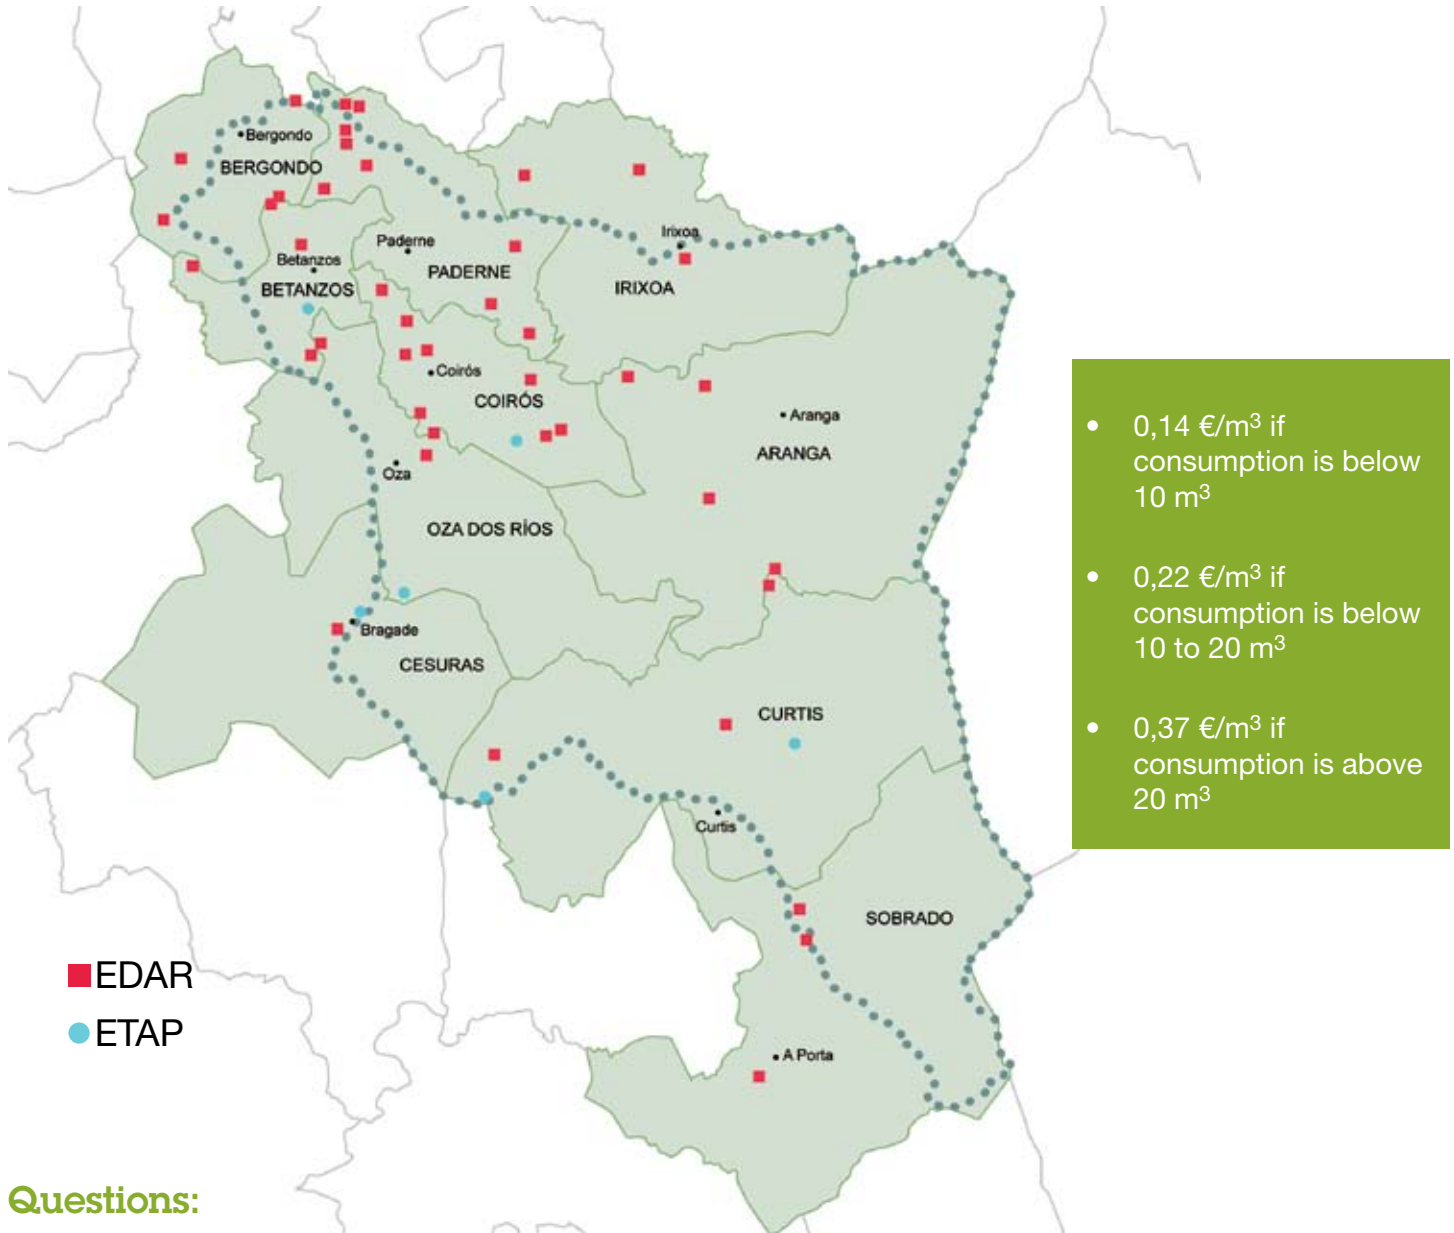 Bergondo
BERGONDO
Paderne
Irixoa
Betanzos
PADERNE
BETANZOS
IRIXOA
Coirós
COIRÓS
Aranga
ARANGA
Oza
OZA DOS RÍOS
Bragade
CESURAS
CURTIS
Curtis
SOBRADO
A Porta
EDAR
ETAP
• 0,14 €/m³ if
consumption is below
10 m³
• 0,22 €/m³ if
consumption is below
10 to 20 m³
• 0,37 €/m³ if
consumption is above
20 m³
Questions: